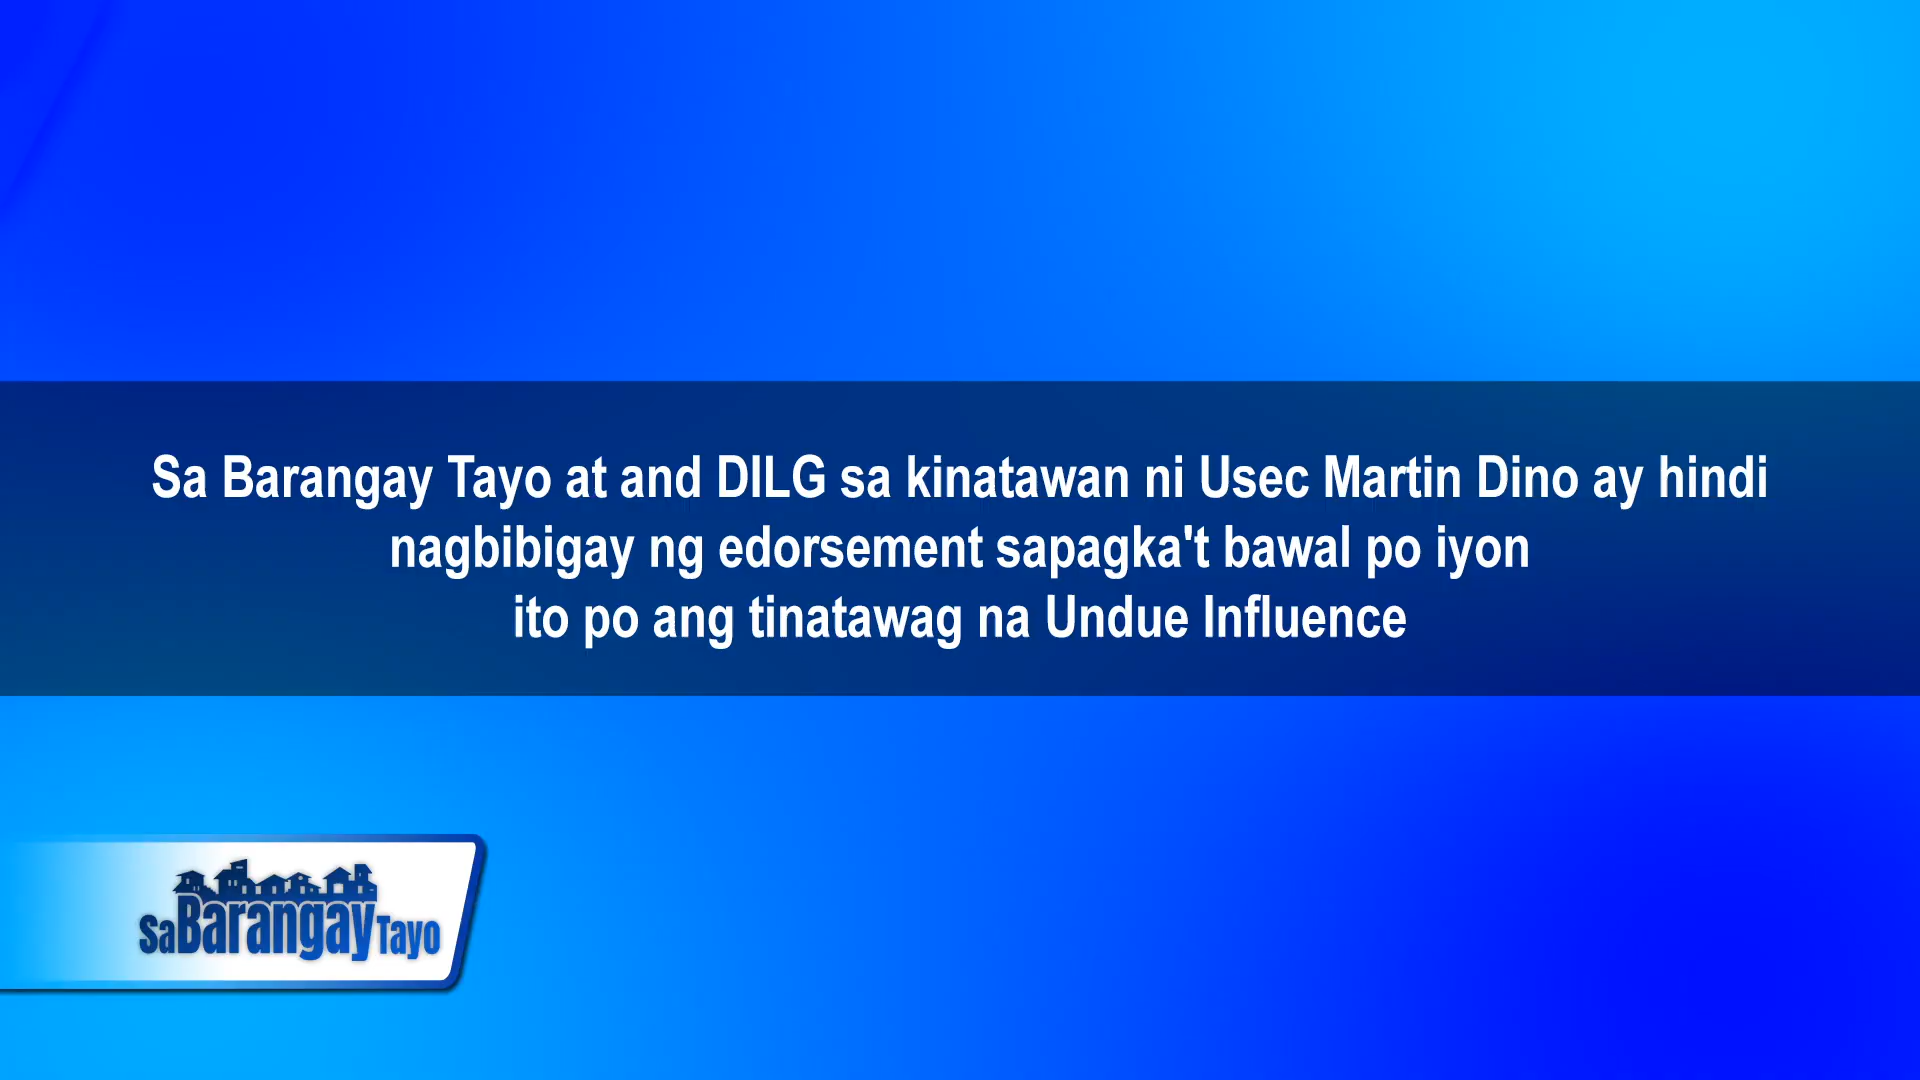 Sa Barangay Tayo at and DILG sa kinatawan ni Usec Martin Dino ay hindi
nagbibigay ng edorsement sapagka't bawal po iyon
ito po ang tinatawag na Undue Influence
SaBarangayTayo